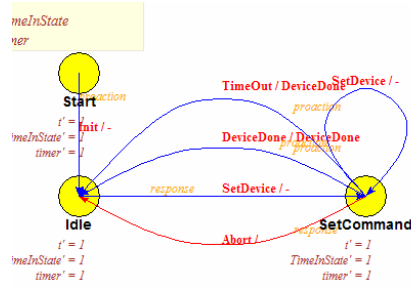 imeInState
mer
SetDevice / -
TimeOut / DeviceDone
proaction
Start
proaction
t' = 1
Init / -
imeInState' = 1
timer' = 1
DeviceDone / DeviceDone
proaction
response
SetDevice / -
Idle
SetCommand
Abort / -
response
t' = 1
imeInState' = 1
timer' = 1
t' = 1
TimeInState' = 1
timer' = 1